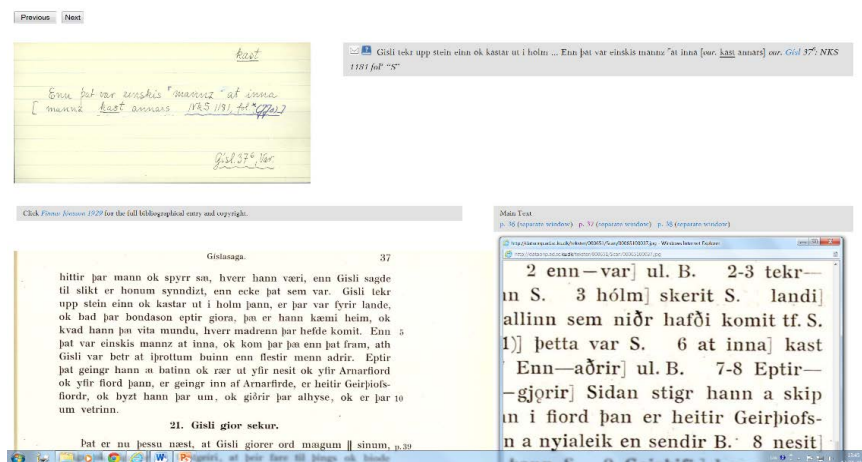 Previous Next
kast
Enn þat var einskis "mannz "at inna
[ mannz kast annars NkS 1181, fol.
Gísl. 37⁶, Var.
Gisli tekr upp stein einn ok kastar ut i holm ... Enn þat var einskis mannz "at inna [var. kast annars] var. Gísl 37⁶: NKS
1181 fol" "S"
Click Finnur Jónsson 1929 for the full bibliographical entry and copyright.
Main Text
p. 36 (separate window) p. 37 (separate window) p. 38 (separate window)
Gíslasaga. 37
hittir þar mann ok spyrr sa, hverr hann væri, enn Gisli sagde
til slikt er honum synndizt, enn ecke þat sem var. Gisli tekr
upp stein einn ok kastar ut i holm þann, er þar var fyrir lande,
ok bad þar bondason eptir giora, þa er hann kæmi heim, ok
kvad hann þa vita mundu, hverr madrenn þar hefde komit. Enn 5
þat var einskis mannz at inna, ok kom þar þa enn þat fram, ath
Gisli var betr at iþrottum buinn enn flestir menn adrir. Eptir
þat geingr hann a batinn ok rær ut yfir nesit ok yfir Arnarfiord
ok yfir fiord þann, er geingr inn af Arnarfirde, er heitir Geirþiofs-
fiordr, ok byzt hann þar um, ok giörir þar alhyse, ok er þar 10
um vetrinn.
21. Gisli gior sekur.
Þat er nu þessu næst, at Gisli giorer ord mægum || sinum, p.39
Windows Internet Explorer
2 enn—var] ul. B. 2-3 tekr—
nn S. 3 hólm] skerit S. landi]
allinn sem niðr hafði komit tf. S.
1)] þetta var S. 6 at inna] kast
Enn—aðrir] ul. B. 7-8 Eptir—
—gjǫrir] Sidan stigr hann a skip
nn i fiord þan er heitir Geirþiofs-
n a nyialeik en sendir B. 8 nesit]